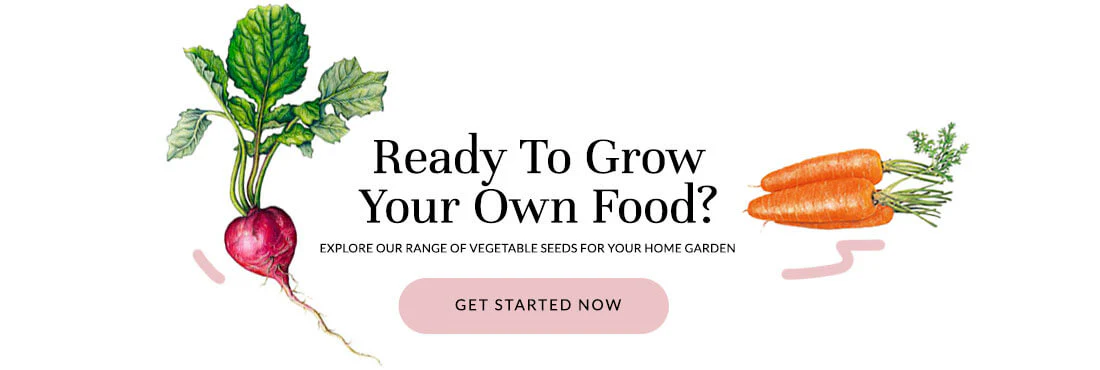 Ready To Grow
Your Own Food?
EXPLORE OUR RANGE OF VEGETABLE SEEDS FOR YOUR HOME GARDEN
GET STARTED NOW